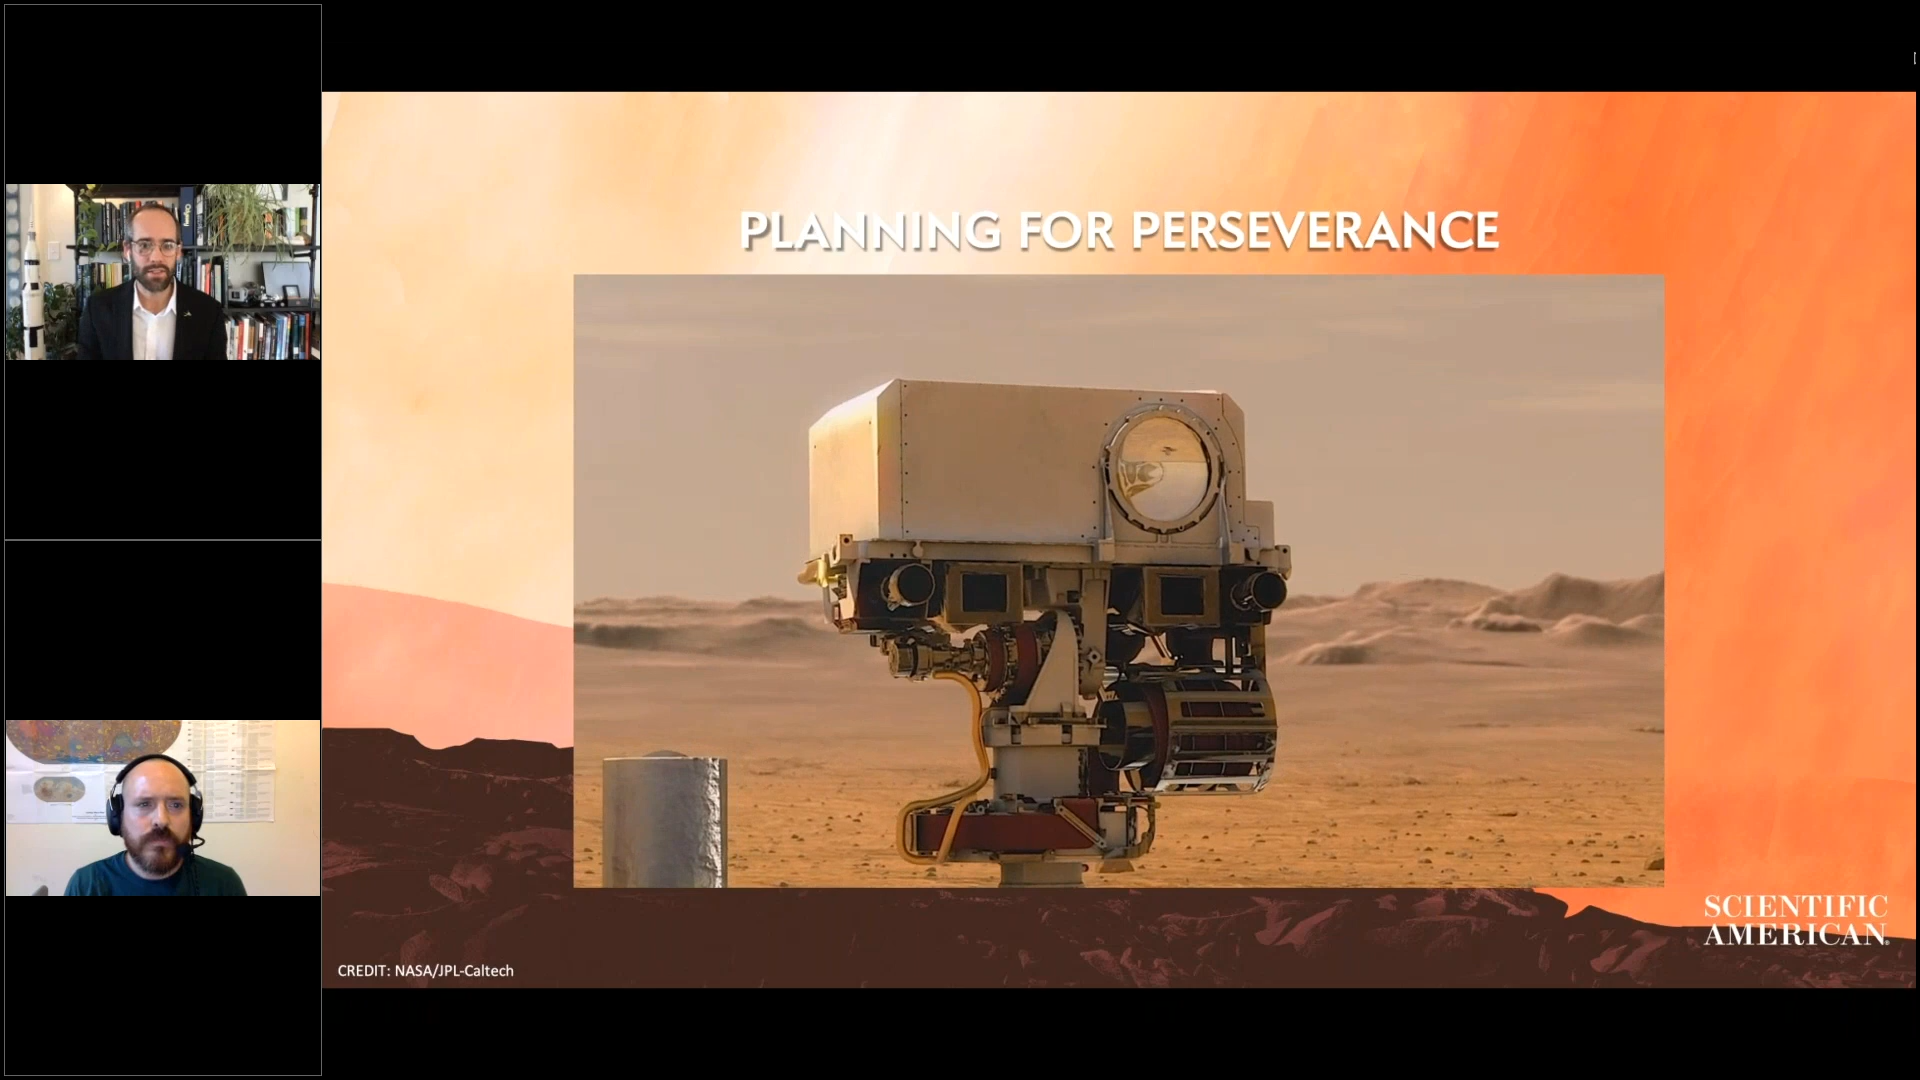 PLANNING FOR PERSEVERANCE
SCIENTIFIC
AMERICAN
CREDIT: NASA/JPL-Caltech